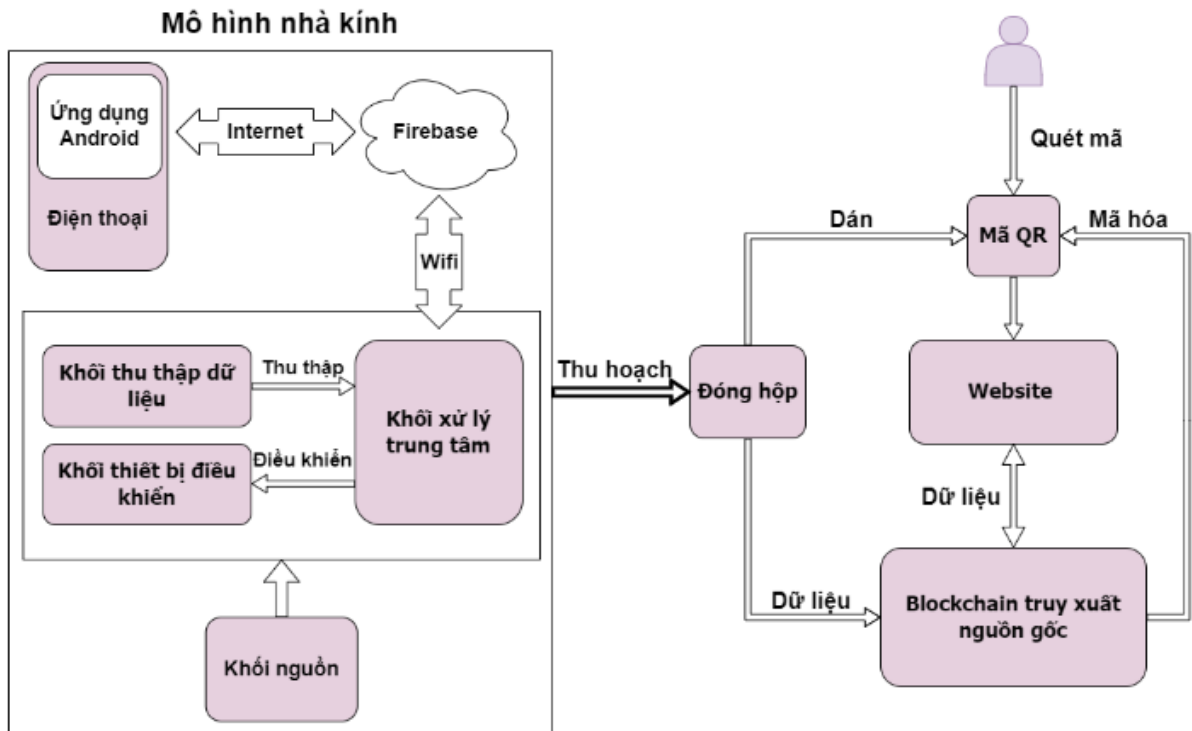 Mô hình nhà kính
Ứng dụng
Android
Điện thoại
Internet
Firebase
Wifi
Khối thu thập dữ
liệu
Thu thập
Khối thiết bị điều
khiển
Điều khiển
Khối xử lý
trung tâm
Khối nguồn
Thu hoạch
Đóng hộp
Dán
Dữ liệu
Quét mã
Mã QR
Mã hóa
Website
Dữ liệu
Blockchain truy xuất
nguồn gốc